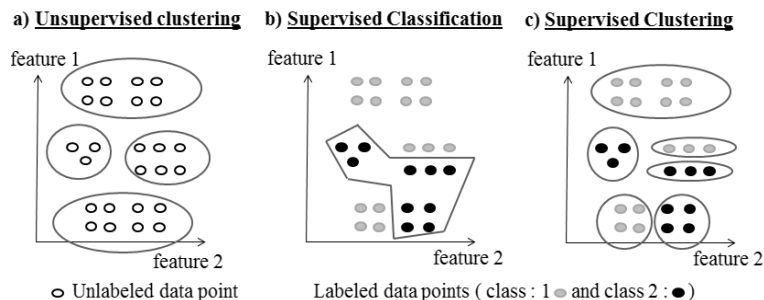 a) Unsupervised clustering
b) Supervised Classification
c) Supervised Clustering
feature 1
feature 1
feature 1
feature 2
feature 2
feature 2
Unlabeled data point
Labeled data points ( class : 1 and class 2 : )